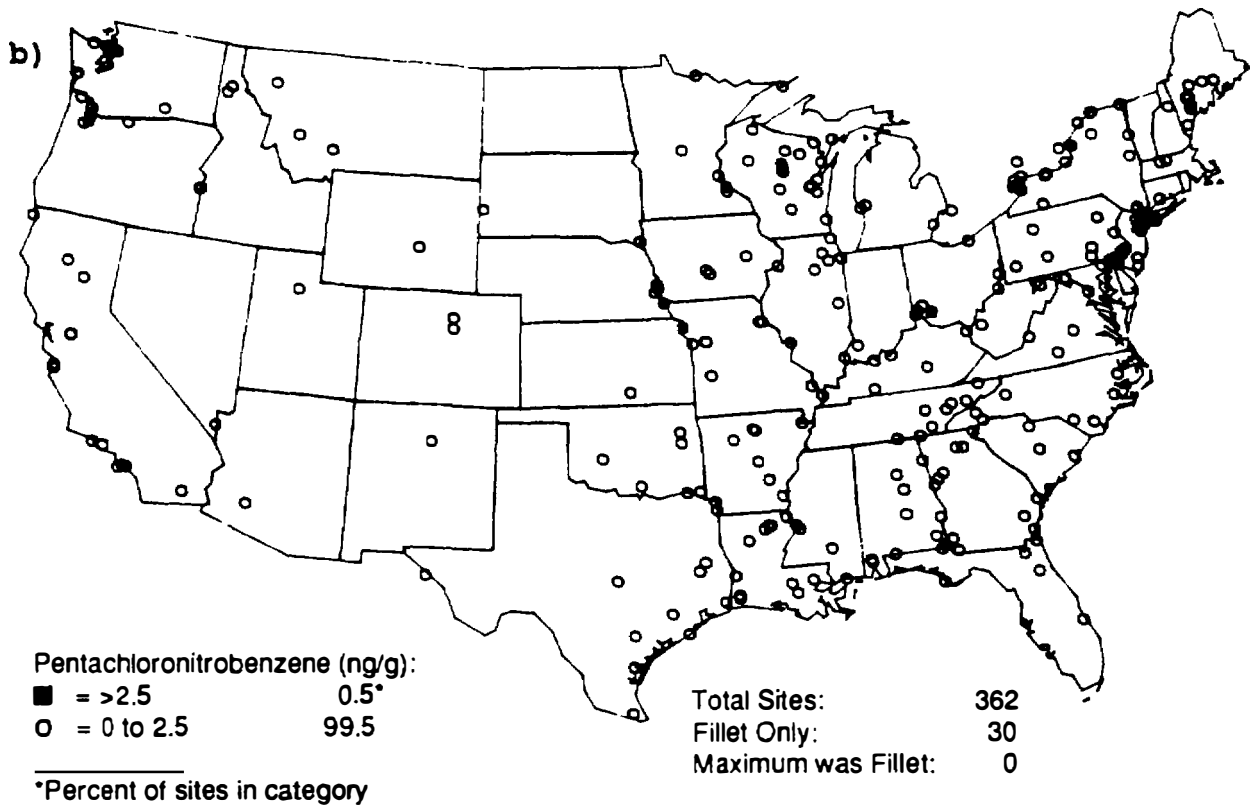 b)
Pentachloronitrobenzene (ng/g):
■ = >2.5 0.5*
o = 0 to 2.5 99.5
*Percent of sites in category
Total Sites: 362
Fillet Only: 30
Maximum was Fillet: 0